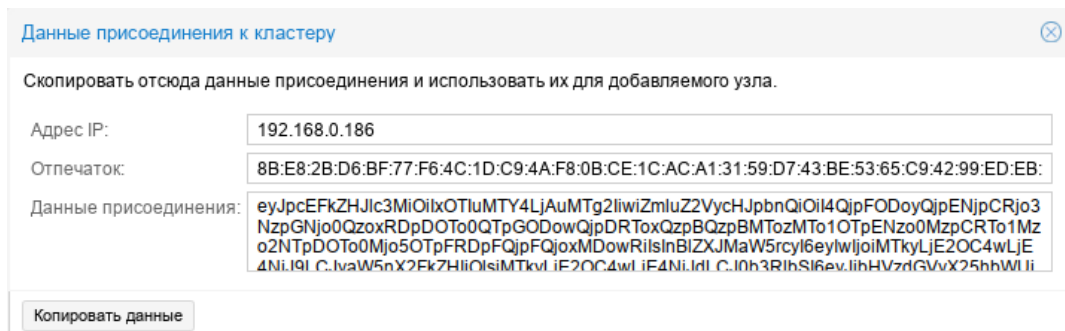 Данные присоединения к кластеру
Скопировать отсюда данные присоединения и использовать их для добавляемого узла.
Адрес IP: 192.168.0.186
Отпечаток: 8B:E8:2B:D6:BF:77:F6:4C:1D:C9:4A:F8:0B:CE:1C:AC:A1:31:59:D7:43:BE:53:65:C9:42:99:ED:EB:
Данные присоединения: eyJpcEFkZHJlc3MiOiIxOTIuMTY4LjAuMTg2IiwiZmluZ2VycHJpbnQiOiI4QjpFODoyQjpENjpCRjo3
NzpGNjo0QzoxRDpDOTo0QTpGODowQjpDRToxQzpBQzpBMTozMTo1OTpENzo0MzpCRTo1Mz
o2NTpDOTo0Mjo5OTpFRDpFQjpFQjoxMDowRiIsInBlZXJMaW5rcyI6eyIwIjoiMTkyLjE2OC4wLjE
Копировать данные